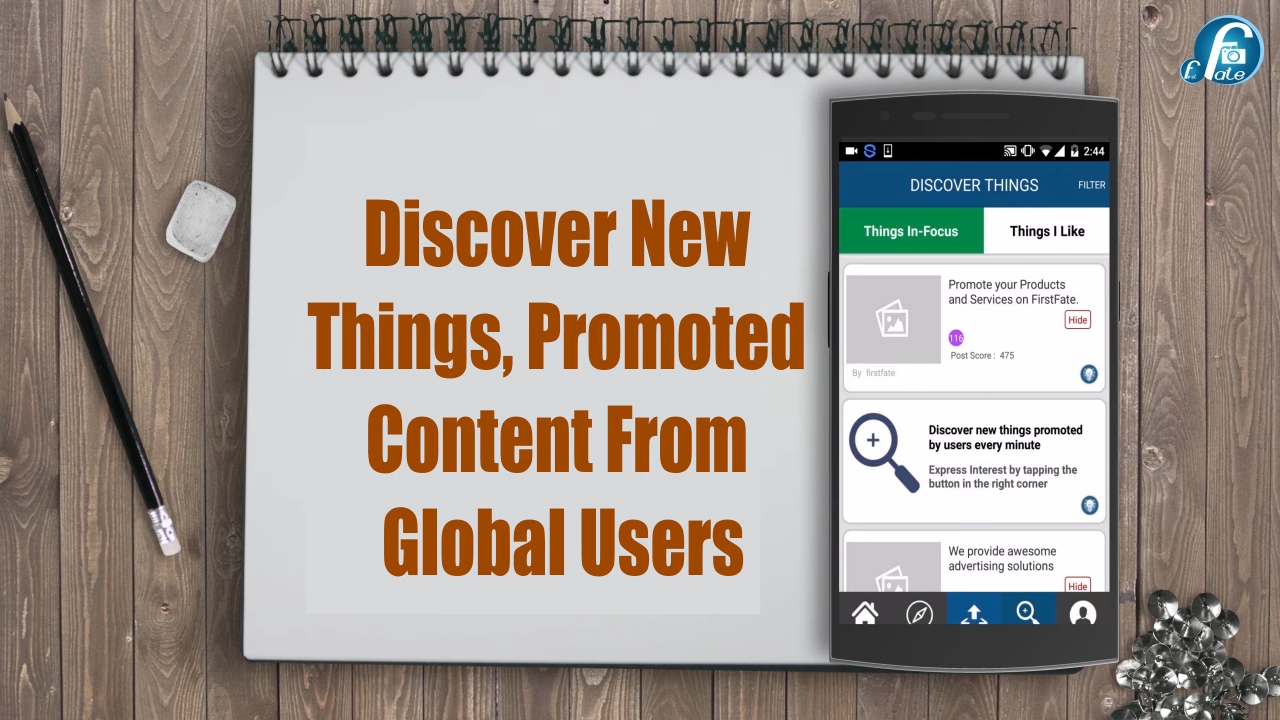 Discover New
Things, Promoted
Content From
Global Users
First
fate
2:44
DISCOVER THINGS
FILTER
Things In-Focus
Things I Like
Promote your Products
and Services on FirstFate.
Hide
116
Post Score : 475
By firstfate
Discover new things promoted
by users every minute
Express Interest by tapping the
button in the right corner
We provide awesome
advertising solutions
Hide